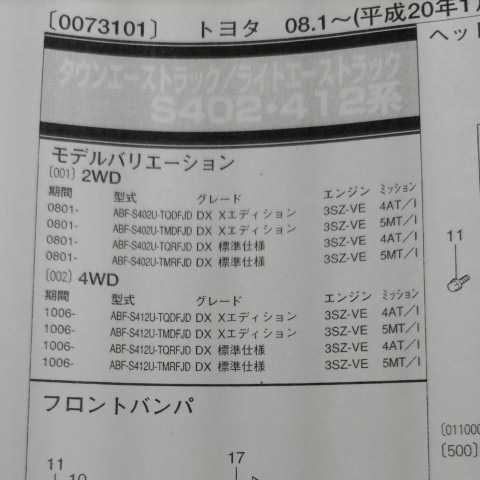 〔0073101〕 トヨタ 08.1〜(平成20年1
タウンエーストラック/ライトエーストラック
S402・412系
モデルバリエーション
〔001〕2WD
期間 型式 グレード エンジン ミッション
0801- ABF-S402U-TQDFJD DX Xエディション 3SZ-VE 4AT/I
0801- ABF-S402U-TMDFJD DX Xエディション 3SZ-VE 5MT/I
0801- ABF-S402U-TQRFJD DX 標準仕様 3SZ-VE 4AT/I
0801- ABF-S402U-TMRFJD DX 標準仕様 3SZ-VE 5MT/I
〔002〕4WD
期間 型式 グレード エンジン ミッション
1006- ABF-S412U-TQDFJD DX Xエディション 3SZ-VE 4AT/I
1006- ABF-S412U-TMDFJD DX Xエディション 3SZ-VE 5MT/I
1006- ABF-S412U-TQRFJD DX 標準仕様 3SZ-VE 4AT/I
1006- ABF-S412U-TMRFJD DX 標準仕様 3SZ-VE 5MT/I
フロントバンパ
11
10
17
ヘッ
11
(011000
〔500〕